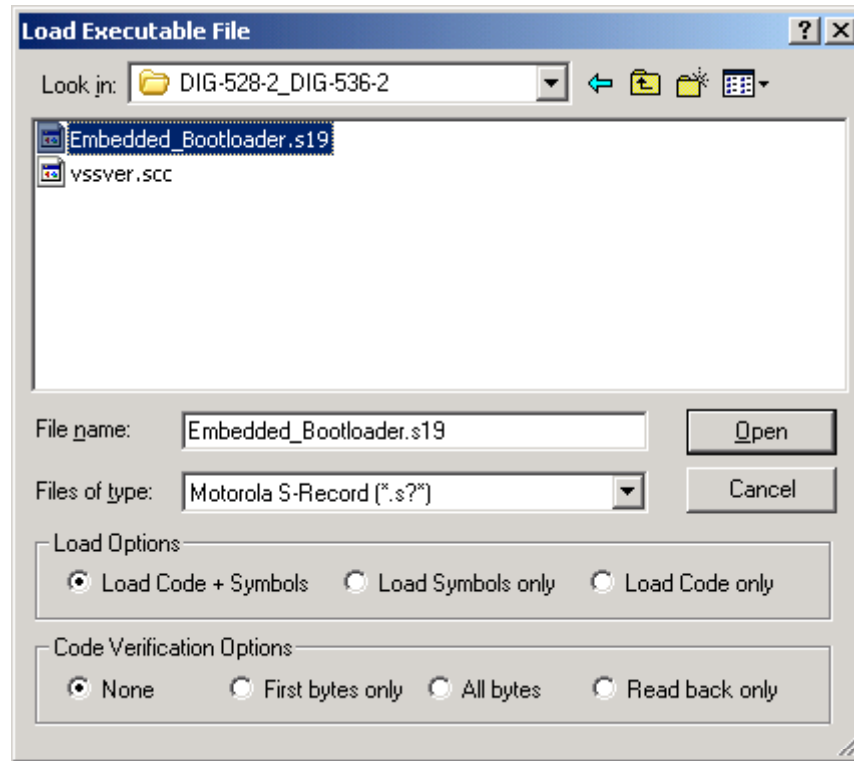 Load Executable File
Look in: DIG-528-2_DIG-536-2
Embedded_Bootloader.s19
vssver.scc
File name: Embedded_Bootloader.s19 Open
Files of type: Motorola S-Record (*.s?*) Cancel
Load Options
Load Code + Symbols Load Symbols only Load Code only
Code Verification Options
None First bytes only All bytes Read back only